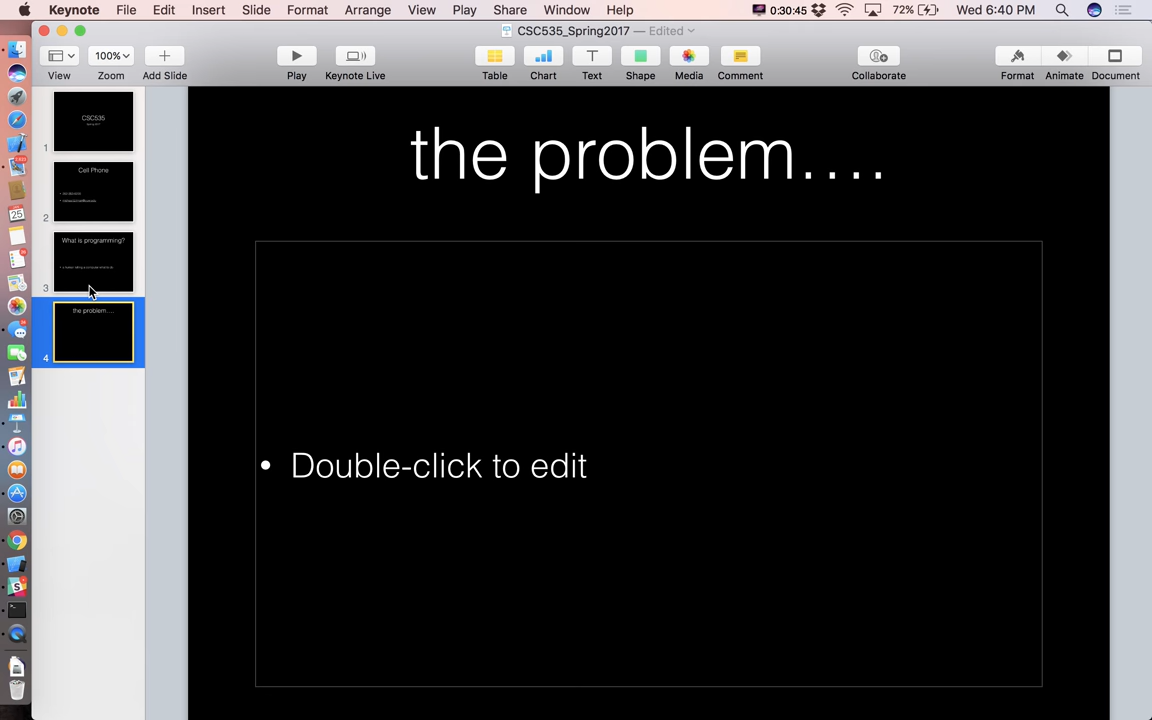 Keynote File Edit Insert Slide Format Arrange View Play Share Window Help 0:30:45 72% Wed 6:40 PM
CSC535_Spring2017 — Edited
100%
View Zoom Add Slide Play Keynote Live Table Chart Text Shape Media Comment Collaborate Format Animate Document
CSC535
1
Cell Phone
2
What is programming?
3
the problem....
4
the problem....
• Double-click to edit
25